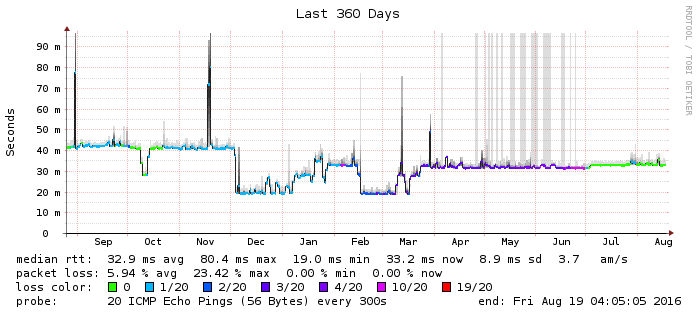 Last 360 Days
RRDTOOL / TOBI OETIKER
Seconds
90 m
80 m
70 m
60 m
50 m
40 m
30 m
20 m
10 m
0
Sep Oct Nov Dec Jan Feb Mar Apr May Jun Jul Aug
median rtt: 32.9 ms avg 80.4 ms max 19.0 ms min 33.2 ms now 8.9 ms sd 3.7 am/s
packet loss: 5.94 % avg 23.42 % max 0.00 % min 0.00 % now
loss color: 0 1/20 2/20 3/20 4/20 10/20 19/20
probe: 20 ICMP Echo Pings (56 Bytes) every 300s end: Fri Aug 19 04:05:05 2016